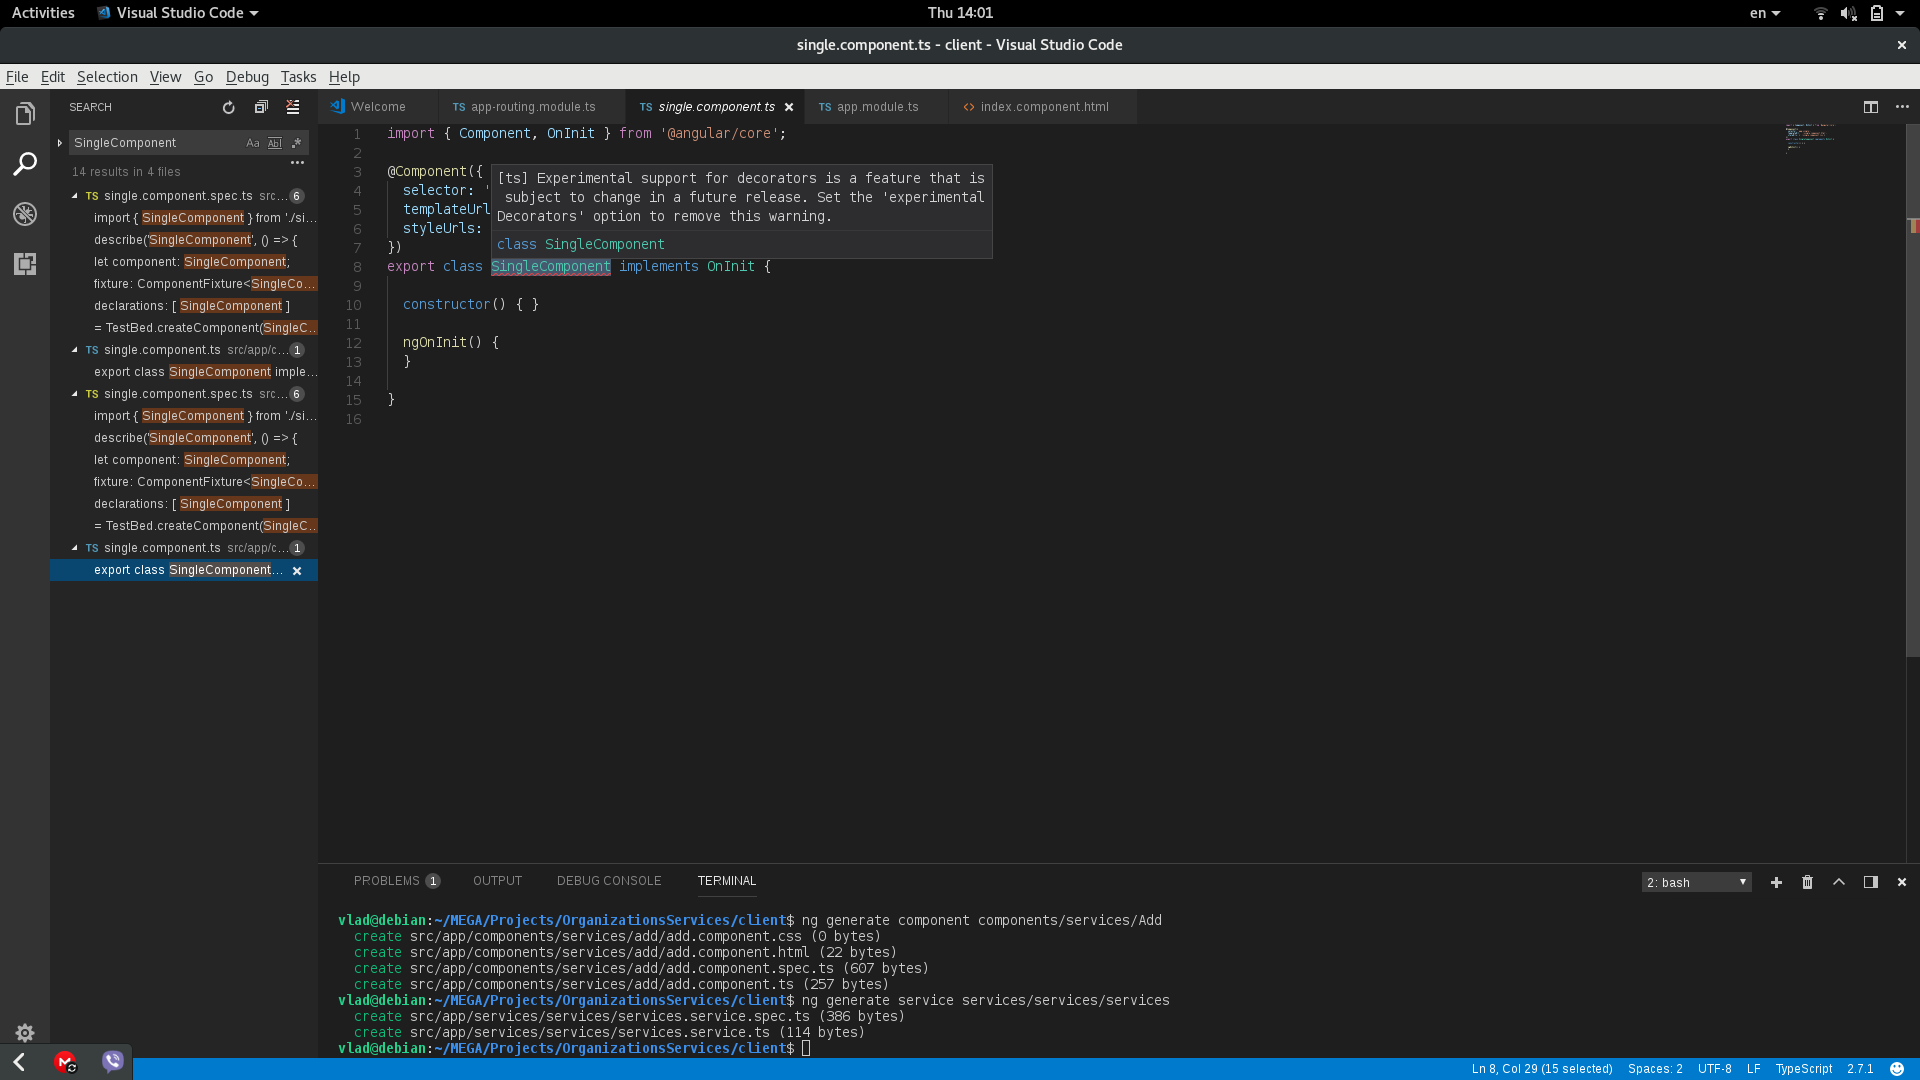 Activities
Visual Studio Code
Thu 14:01
en
single.component.ts - client - Visual Studio Code
File Edit Selection View Go Debug Tasks Help
SEARCH
SingleComponent
Aa
Abl
.*
14 results in 4 files
TS single.component.spec.ts src... 6
import { SingleComponent } from './si...
describe('SingleComponent', () => {
let component: SingleComponent;
fixture: ComponentFixture<SingleCo...
declarations: [ SingleComponent ]
= TestBed.createComponent(SingleC...
TS single.component.ts src/app/c... 1
export class SingleComponent imple...
TS single.component.spec.ts src... 6
import { SingleComponent } from './si...
describe('SingleComponent', () => {
let component: SingleComponent;
fixture: ComponentFixture<SingleCo...
declarations: [ SingleComponent ]
= TestBed.createComponent(SingleC...
TS single.component.ts src/app/c... 1
export class SingleComponent...
Welcome
TS app-routing.module.ts
TS single.component.ts
TS app.module.ts
<> index.component.html
1 import { Component, OnInit } from '@angular/core';
2
3 @Component({
4 selector: '
5 templateUrl
6 styleUrls:
7 })
8 export class SingleComponent implements OnInit {
9
10 constructor() { }
11
12 ngOnInit() {
13 }
14
15 }
16
[ts] Experimental support for decorators is a feature that is
subject to change in a future release. Set the 'experimental
Decorators' option to remove this warning.
class SingleComponent
PROBLEMS 1
OUTPUT
DEBUG CONSOLE
TERMINAL
2: bash
vlad@debian:~/MEGA/Projects/OrganizationsServices/client$ ng generate component components/services/Add
create src/app/components/services/add/add.component.css (0 bytes)
create src/app/components/services/add/add.component.html (22 bytes)
create src/app/components/services/add/add.component.spec.ts (607 bytes)
create src/app/components/services/add/add.component.ts (257 bytes)
vlad@debian:~/MEGA/Projects/OrganizationsServices/client$ ng generate service services/services/services
create src/app/services/services/services.service.spec.ts (386 bytes)
create src/app/services/services/services.service.ts (114 bytes)
vlad@debian:~/MEGA/Projects/OrganizationsServices/client$
Ln 8, Col 29 (15 selected)
Spaces: 2
UTF-8
LF
TypeScript
2.7.1